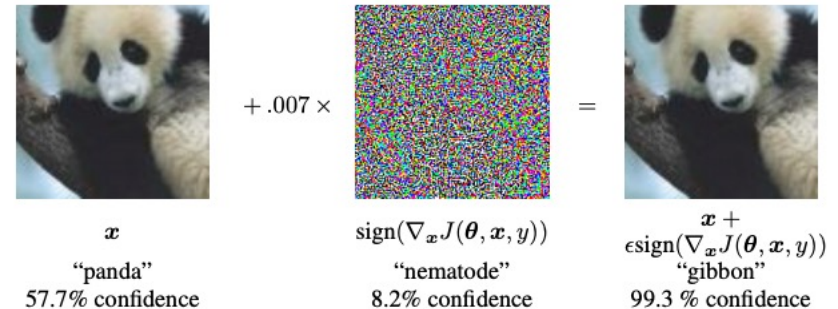 + .007 ×
=
x
sign(∇ₓJ(θ, x, y))
x +
ϵsign(∇ₓJ(θ, x, y))
“panda”
“nematode”
“gibbon”
57.7% confidence
8.2% confidence
99.3 % confidence